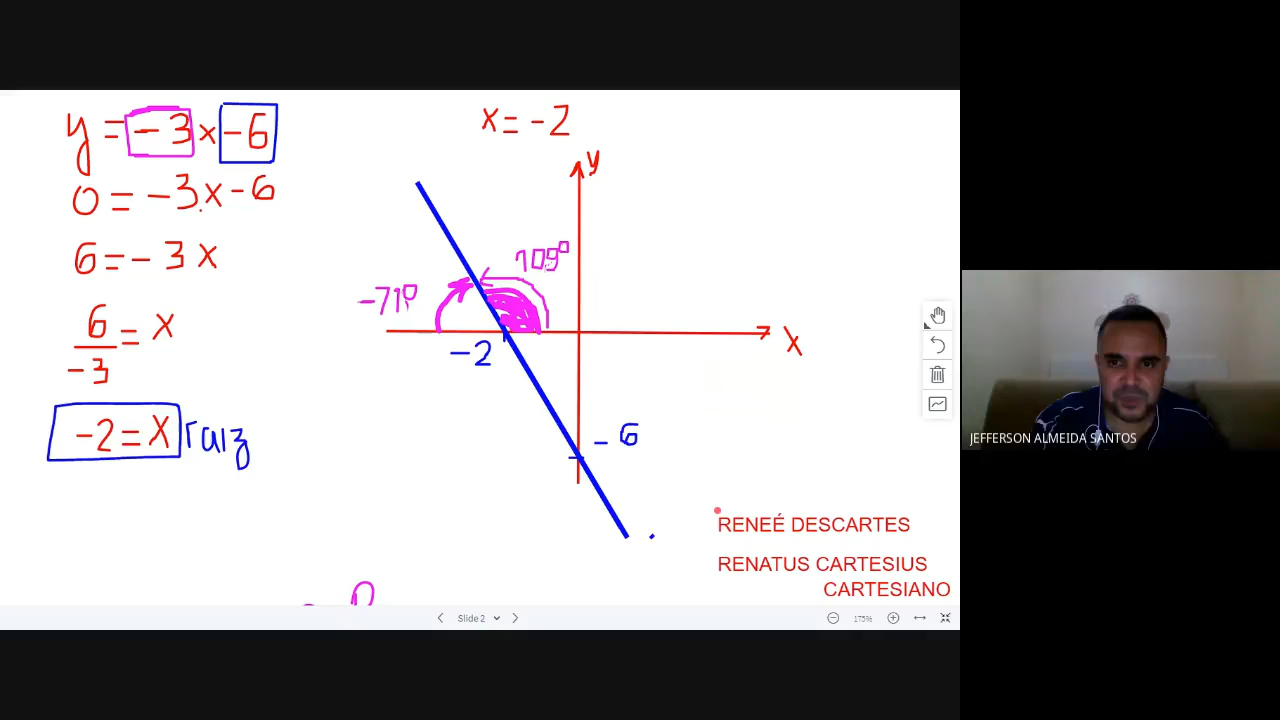 y = -3x-6
0 = -3x-6
6 = -3x
6/-3 = x
-2 = x raiz
x = -2
y
109°
-71°
-2
x
-6
RENEÉ DESCARTES
RENATUS CARTESIUS
CARTESIANO
JEFFERSON ALMEIDA SANTOS
Slide 2
175%